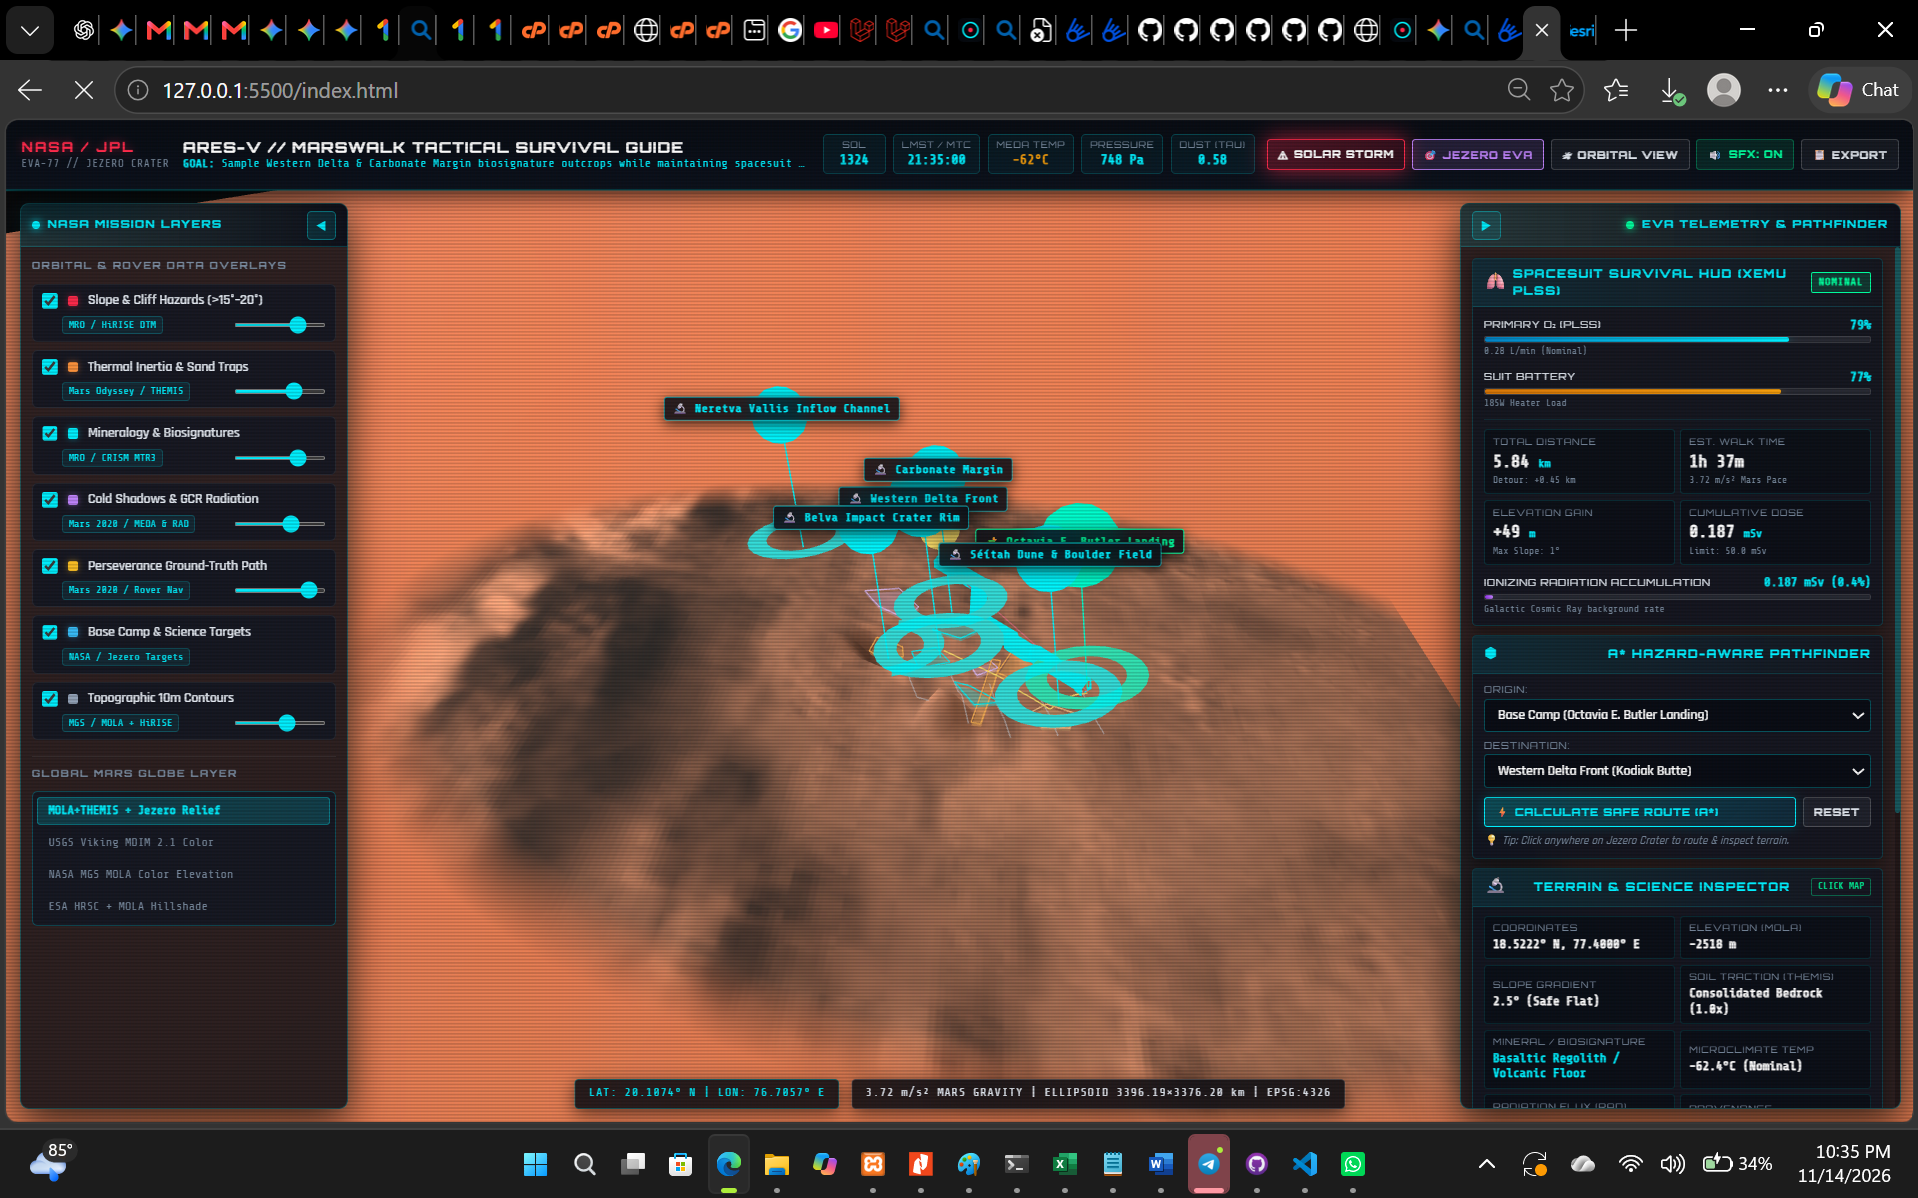 127.0.0.1:5500/index.html
Chat
esri
NASA / JPL
EVA-77 // JEZERO CRATER
ARES-V // MARSWALK TACTICAL SURVIVAL GUIDE
GOAL: Sample Western Delta & Carbonate Margin biosignature outcrops while maintaining spacesuit …
SOL
1324
LMST / MTC
21:35:00
MEDA TEMP
-62°C
PRESSURE
748 Pa
DUST (TAU)
0.58
SOLAR STORM
JEZERO EVA
ORBITAL VIEW
SFX: ON
EXPORT
NASA MISSION LAYERS
ORBITAL & ROVER DATA OVERLAYS
Slope & Cliff Hazards (>15°-20°)
MRO / HiRISE DTM
Thermal Inertia & Sand Traps
Mars Odyssey / THEMIS
Mineralogy & Biosignatures
MRO / CRISM MTR3
Cold Shadows & GCR Radiation
Mars 2020 / MEDA & RAD
Perseverance Ground-Truth Path
Mars 2020 / Rover Nav
Base Camp & Science Targets
NASA / Jezero Targets
Topographic 10m Contours
MGS / MOLA + HiRISE
GLOBAL MARS GLOBE LAYER
MOLA+THEMIS + Jezero Relief
USGS Viking MDIM 2.1 Color
NASA MGS MOLA Color Elevation
ESA HRSC + MOLA Hillshade
Neretva Vallis Inflow Channel
Carbonate Margin
Western Delta Front
Belva Impact Crater Rim
Octavia E. Butler Landing
Séítah Dune & Boulder Field
LAT: 20.1074° N | LON: 76.7057° E
3.72 m/s² MARS GRAVITY | ELLIPSOID 3396.19×3376.20 km | EPSG:4326
EVA TELEMETRY & PATHFINDER
SPACESUIT SURVIVAL HUD (XEMU PLSS)
NOMINAL
PRIMARY O₂ (PLSS)
79%
0.28 L/min (Nominal)
SUIT BATTERY
77%
185W Heater Load
TOTAL DISTANCE
5.84 km
Detour: +0.45 km
EST. WALK TIME
1h 37m
3.72 m/s² Mars Pace
ELEVATION GAIN
+49 m
Max Slope: 1°
CUMULATIVE DOSE
0.187 mSv
Limit: 50.0 mSv
IONIZING RADIATION ACCUMULATION
0.187 mSv (0.4%)
Galactic Cosmic Ray background rate
A* HAZARD-AWARE PATHFINDER
ORIGIN:
Base Camp (Octavia E. Butler Landing)
DESTINATION:
Western Delta Front (Kodiak Butte)
CALCULATE SAFE ROUTE (A*)
RESET
Tip: Click anywhere on Jezero Crater to route & inspect terrain.
TERRAIN & SCIENCE INSPECTOR
CLICK MAP
COORDINATES
18.5222° N, 77.4000° E
ELEVATION (MOLA)
-2518 m
SLOPE GRADIENT
2.5° (Safe Flat)
SOIL TRACTION (THEMIS)
Consolidated Bedrock (1.0x)
MINERAL / BIOSIGNATURE
Basaltic Regolith / Volcanic Floor
MICROCLIMATE TEMP
-62.4°C (Nominal)
RADIATION FLUX (RAD)
PROVENANCE
85°
34%
10:35 PM
11/14/2026